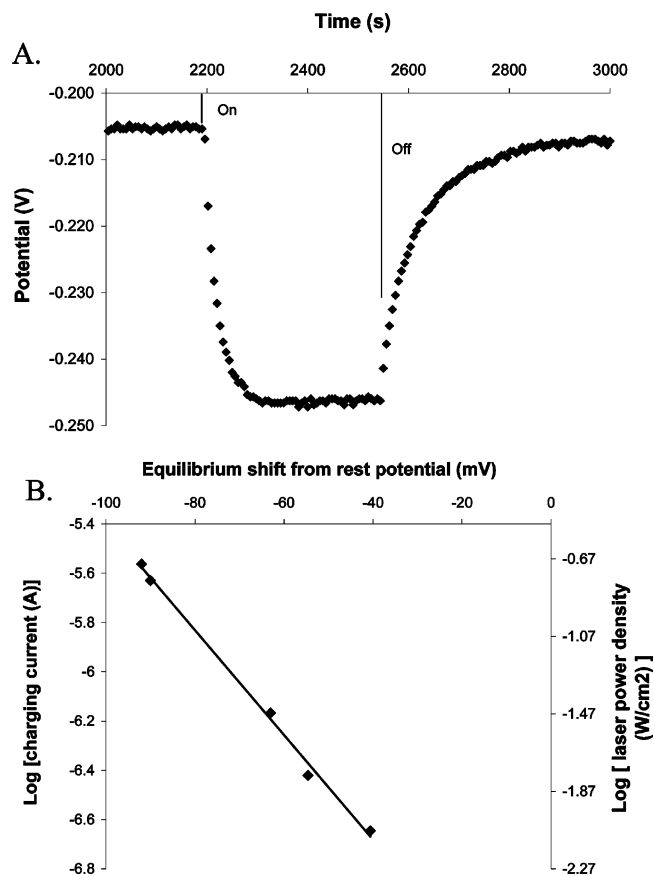 Time (s)
A.
2000 2200 2400 2600 2800 3000
-0.200
On
Off
-0.210
-0.220
-0.230
-0.240
-0.250
Potential (V)
Equilibrium shift from rest potential (mV)
B.
-100 -80 -60 -40 -20 0
-5.4
-5.6
-5.8
-6
-6.2
-6.4
-6.6
-6.8
Log [charging current (A)]
-0.67
-1.07
-1.47
-1.87
-2.27
Log [ laser power density
(W/cm2) ]